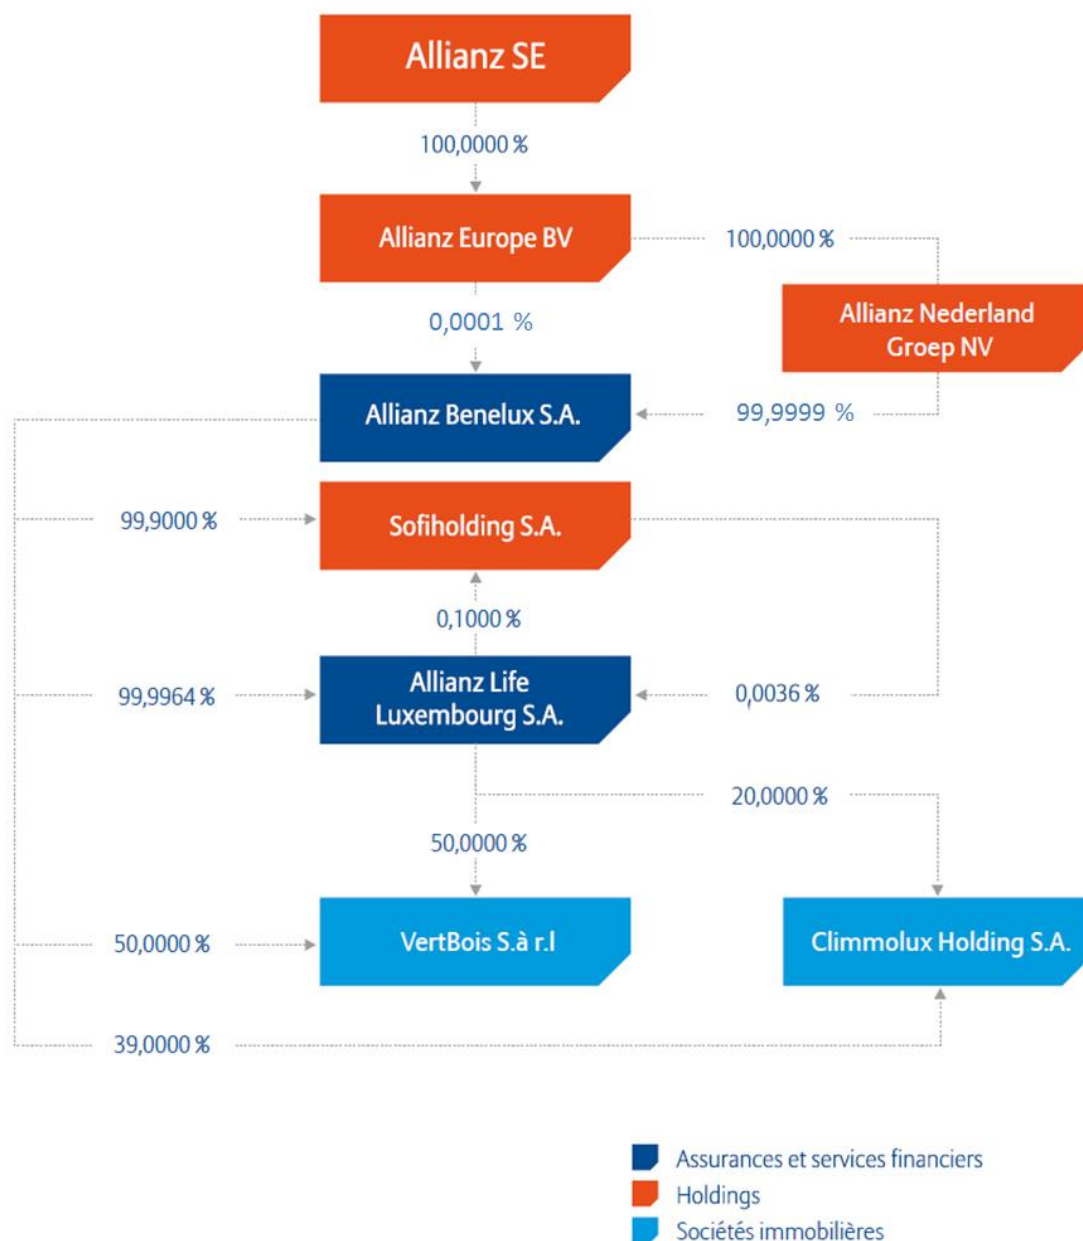 Allianz SE
100,0000 %
Allianz Europe BV
100,0000 %
0,0001 %
Allianz Nederland
Groep NV
Allianz Benelux S.A.
99,9999 %
99,9000 %
Sofiholding S.A.
0,1000 %
99,9964 %
Allianz Life
Luxembourg S.A.
0,0036 %
20,0000 %
50,0000 %
50,0000 %
VertBois S.à r.l
Climmolux Holding S.A.
39,0000 %
Assurances et services financiers
Holdings
Sociétés immobilières